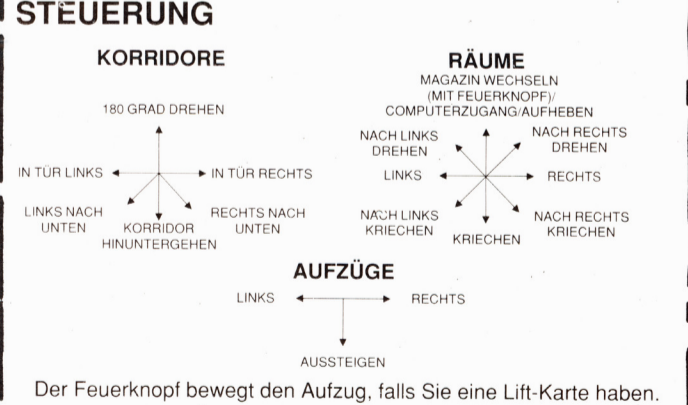 STEUERUNG
KORRIDORE
180 GRAD DREHEN
IN TÜR LINKS
IN TÜR RECHTS
LINKS NACH
UNTEN
KORRIDOR
HINUNTERGEHEN
RECHTS NACH
UNTEN
RÄUME
MAGAZIN WECHSELN
(MIT FEUERKNOPF)/
COMPUTERZUGANG/AUFHEBEN
NACH LINKS
DREHEN
NACH RECHTS
DREHEN
LINKS
RECHTS
NACH LINKS
KRIECHEN
KRIECHEN
NACH RECHTS
KRIECHEN
AUFZÜGE
LINKS
RECHTS
AUSSTEIGEN
Der Feuerknopf bewegt den Aufzug, falls Sie eine Lift-Karte haben.